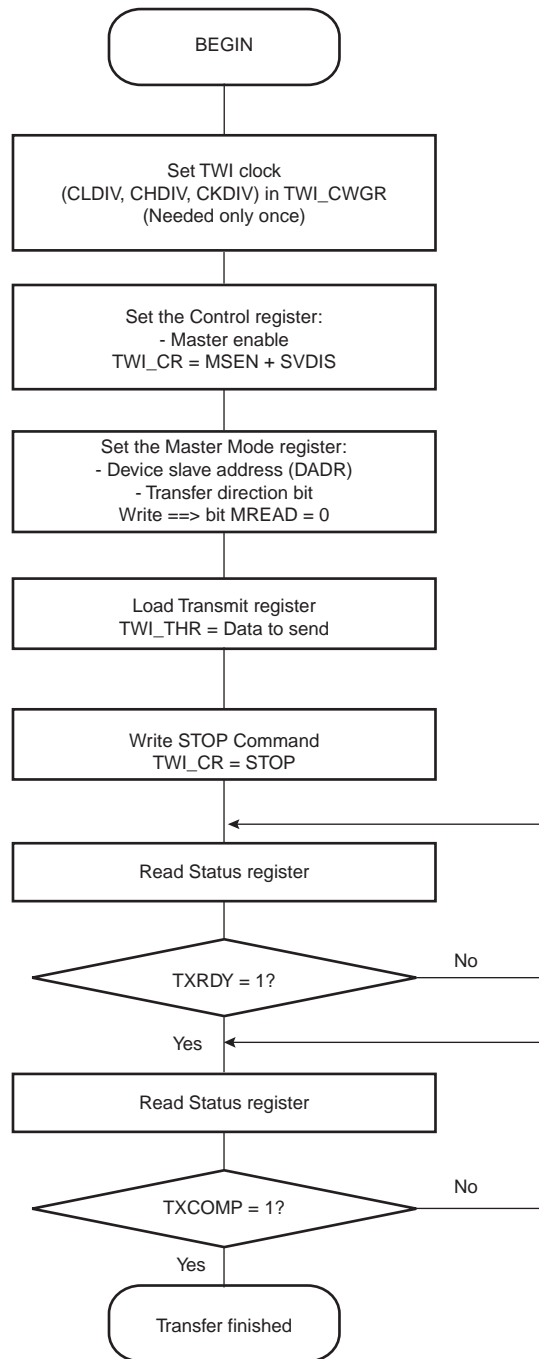 BEGIN
Set TWI clock
(CLDIV, CHDIV, CKDIV) in TWI_CWGR
(Needed only once)
Set the Control register:
- Master enable
TWI_CR = MSEN + SVDIS
Set the Master Mode register:
- Device slave address (DADR)
- Transfer direction bit
Write ==> bit MREAD = 0
Load Transmit register
TWI_THR = Data to send
Write STOP Command
TWI_CR = STOP
Read Status register
TXRDY = 1?
No
Yes
Read Status register
TXCOMP = 1?
No
Yes
Transfer finished